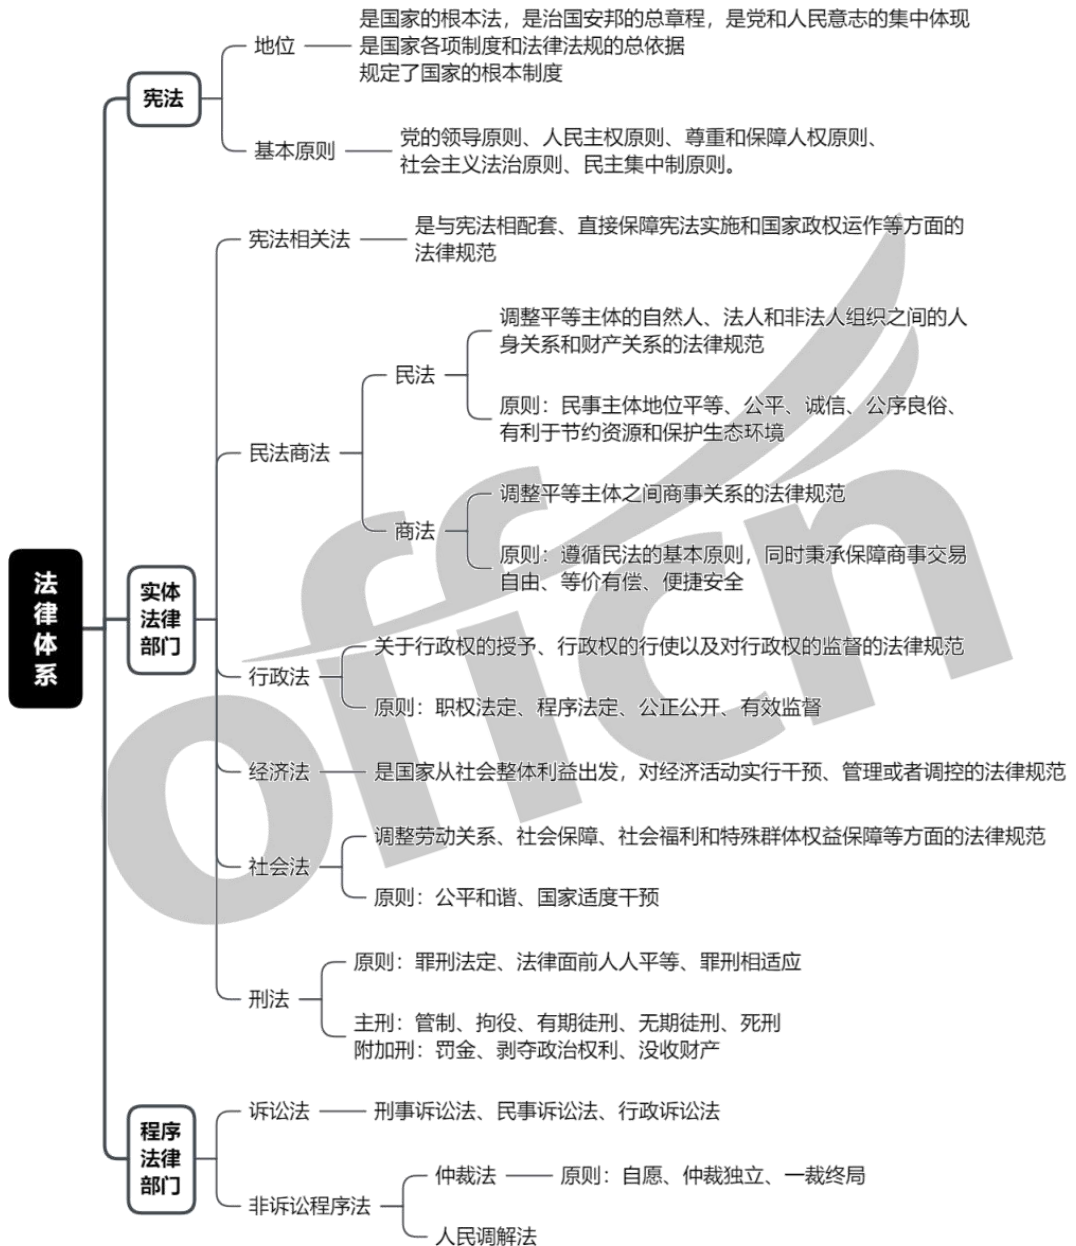 是国家的根本法，是治国安邦的总章程，是党和人民意志的集中体现
地位
是国家各项制度和法律法规的总依据
规定了国家的根本制度
宪法
党的领导原则、人民主权原则、尊重和保障人权原则、
基本原则
社会主义法治原则、民主集中制原则。
是与宪法相配套、直接保障宪法实施和国家政权运作等方面的
宪法相关法
法律规范
调整平等主体的自然人、法人和非法人组织之间的人
身关系和财产关系的法律规范
民法
原则：民事主体地位平等、公平、诚信、公序良俗、
有利于节约资源和保护生态环境
民法商法
调整平等主体之间商事关系的法律规范
商法
原则：遵循民法的基本原则，同时秉承保障商事交易
自由、等价有偿、便捷安全
法
律
体
系
实体
法律
部门
关于行政权的授予、行政权的行使以及对行政权的监督的法律规范
行政法
原则：职权法定、程序法定、公正公开、有效监督
经济法
是国家从社会整体利益出发，对经济活动实行干预、管理或者调控的法律规范
调整劳动关系、社会保障、社会福利和特殊群体权益保障等方面的法律规范
社会法
原则：公平和谐、国家适度干预
原则：罪刑法定、法律面前人人平等、罪刑相适应
刑法
主刑：管制、拘役、有期徒刑、无期徒刑、死刑
附加刑：罚金、剥夺政治权利、没收财产
诉讼法
刑事诉讼法、民事诉讼法、行政诉讼法
程序
法律
部门
仲裁法
原则：自愿、仲裁独立、一裁终局
非诉讼程序法
人民调解法
offcn